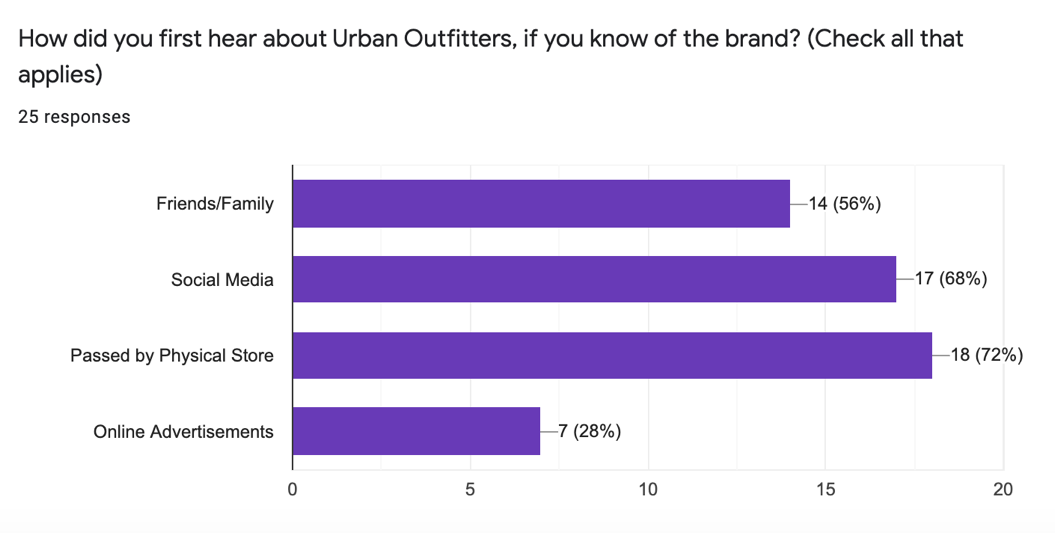 How did you first hear about Urban Outfitters, if you know of the brand? (Check all that
applies)
25 responses
Friends/Family
14 (56%)
Social Media
17 (68%)
Passed by Physical Store
18 (72%)
Online Advertisements
7 (28%)
0 5 10 15 20